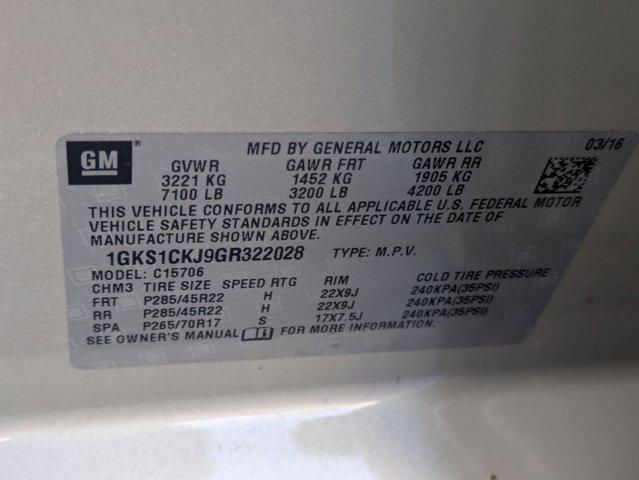 GM ® MFD BY GENERAL MOTORS LLC 03/16
GVWR GAWR FRT GAWR RR
3221 KG 1452 KG 1905 KG
7100 LB 3200 LB 4200 LB
THIS VEHICLE CONFORMS TO ALL APPLICABLE U.S. FEDERAL MOTOR
VEHICLE SAFETY STANDARDS IN EFFECT ON THE DATE OF
MANUFACTURE SHOWN ABOVE.
1GKS1CKJ9GR322028 TYPE: M.P.V.
MODEL: C15706
CHM3 TIRE SIZE SPEED RTG RIM COLD TIRE PRESSURE
FRT P285/45R22 H 22X9J 240KPA(35PSI)
RR P285/45R22 H 22X9J 240KPA(35PSI)
SPA P265/70R17 S 17X7.5J 240KPA(35PSI)
SEE OWNER'S MANUAL FOR MORE INFORMATION.